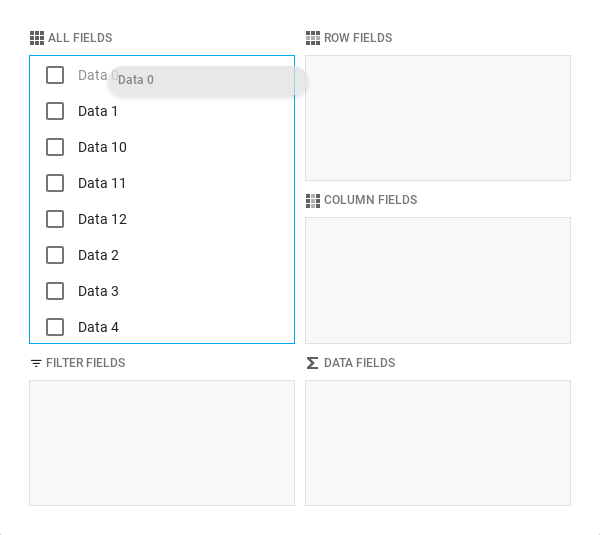 ALL FIELDS
Data 0
Data 0
Data 1
Data 10
Data 11
Data 12
Data 2
Data 3
Data 4
ROW FIELDS
COLUMN FIELDS
FILTER FIELDS
DATA FIELDS